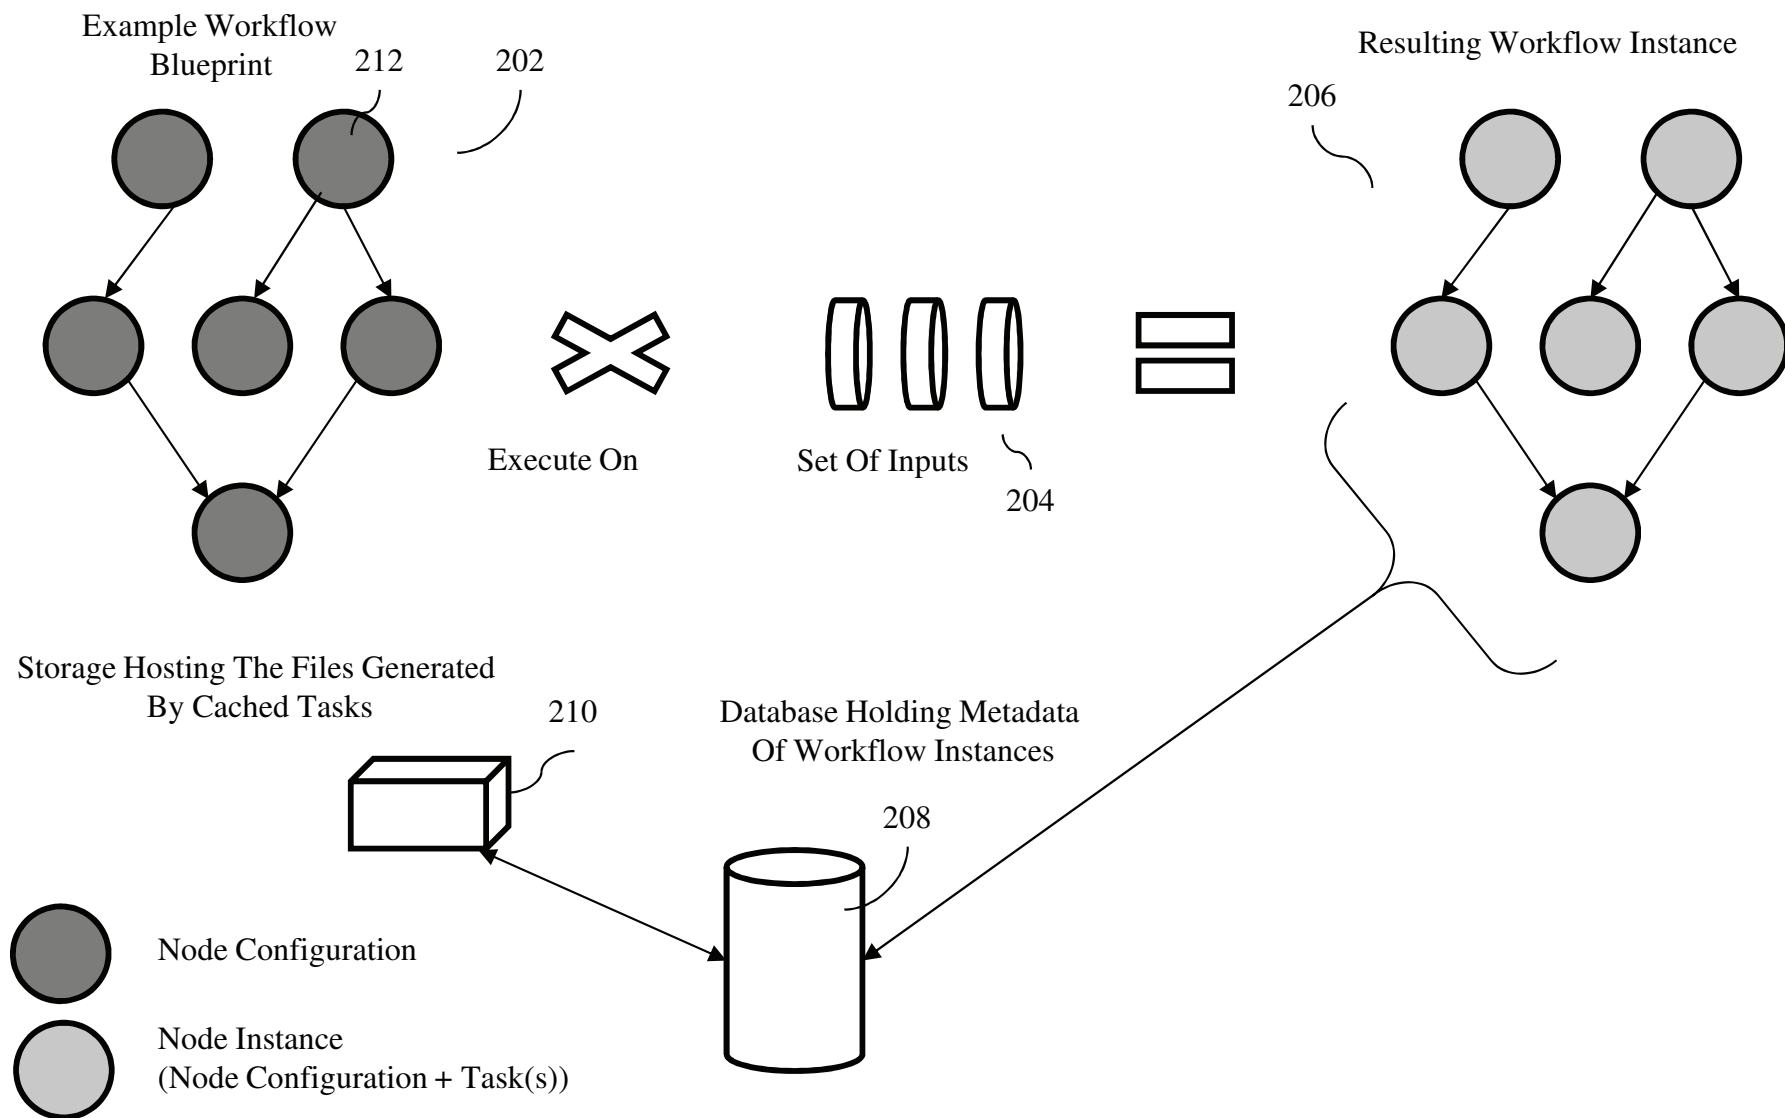 Example Workflow
Blueprint
212
202
Resulting Workflow Instance
206
Execute On
Set Of Inputs
204
Storage Hosting The Files Generated
By Cached Tasks
210
Database Holding Metadata
Of Workflow Instances
208
Node Configuration
Node Instance
(Node Configuration + Task(s))